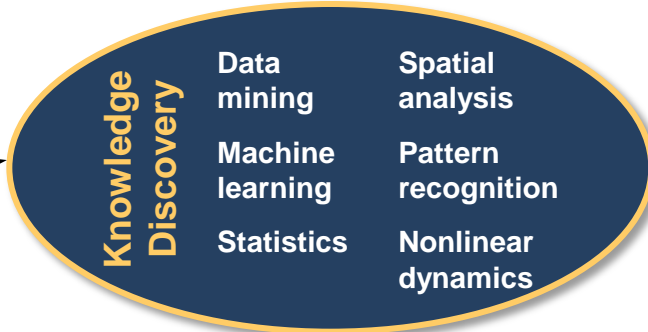 Knowledge
Discovery
Data
mining
Machine
learning
Statistics
Spatial
analysis
Pattern
recognition
Nonlinear
dynamics